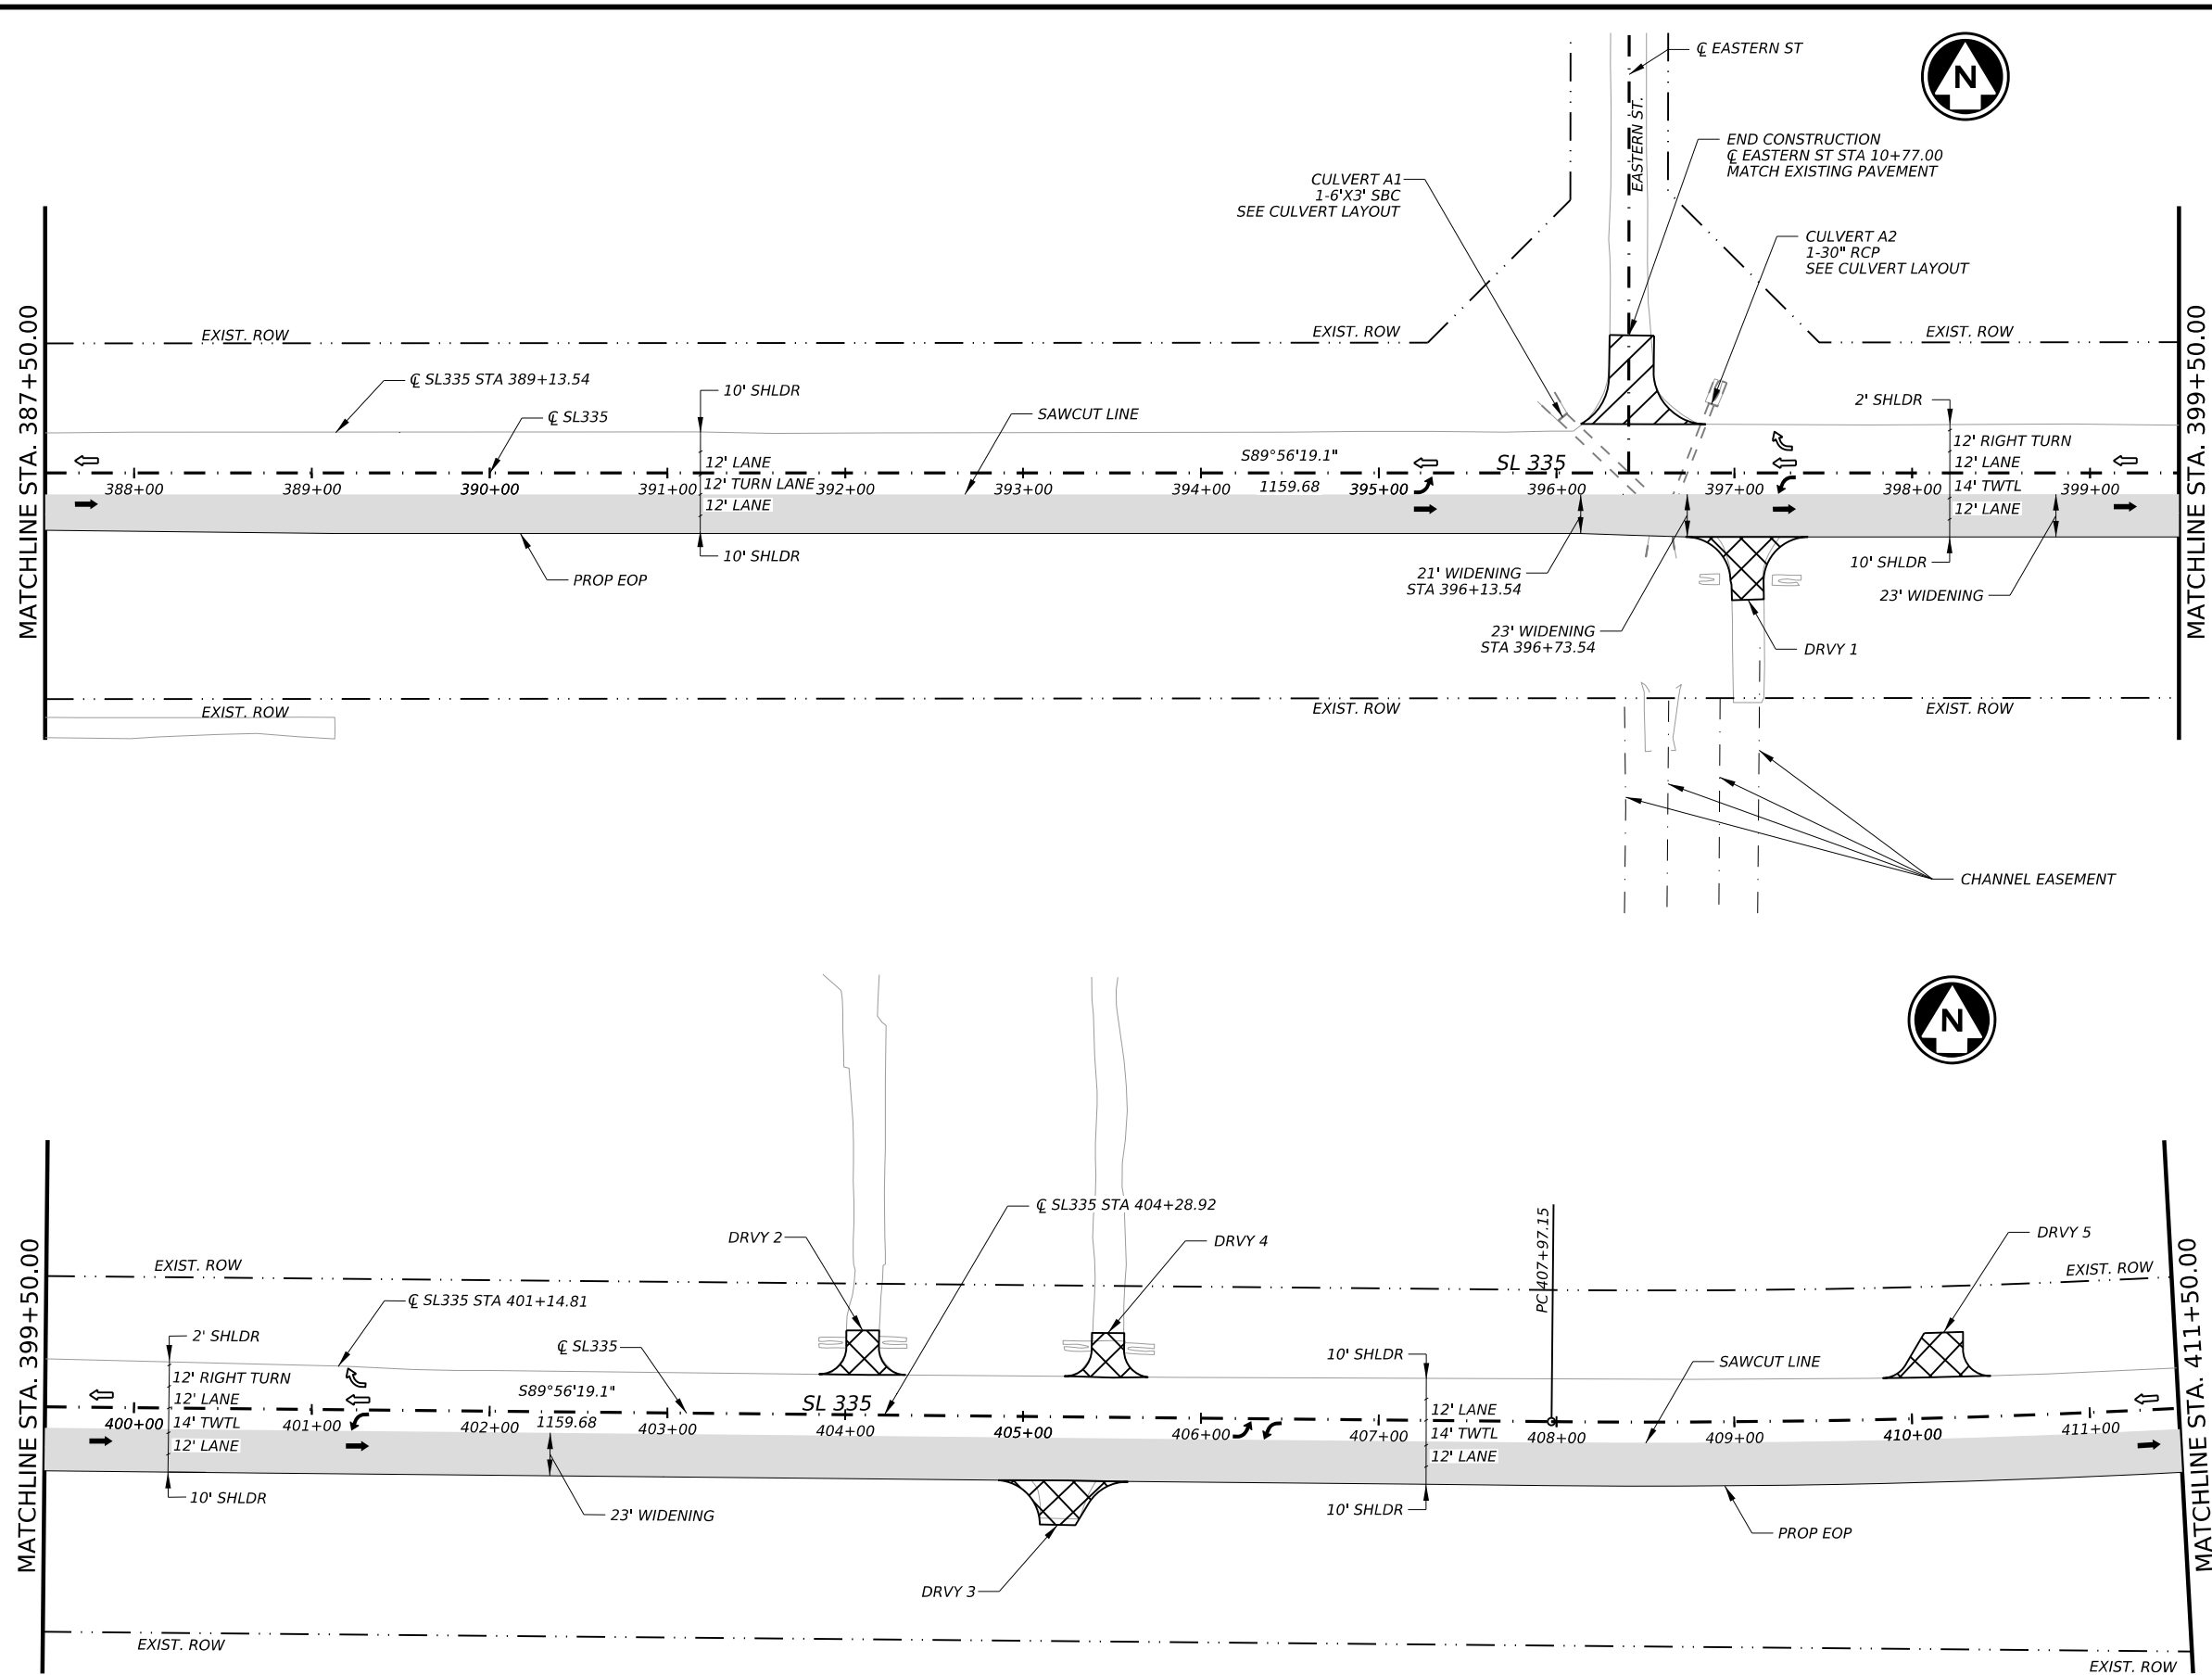 ℄ EASTERN ST
N
EASTERN ST.
END CONSTRUCTION
℄ EASTERN ST STA 10+77.00
MATCH EXISTING PAVEMENT
CULVERT A1
1-6'X3' SBC
SEE CULVERT LAYOUT
CULVERT A2
1-30" RCP
SEE CULVERT LAYOUT
MATCHLINE STA. 387+50.00
MATCHLINE STA. 399+50.00
EXIST. ROW
EXIST. ROW
EXIST. ROW
℄ SL335 STA 389+13.54
10' SHLDR
℄ SL335
SAWCUT LINE
2' SHLDR
12' RIGHT TURN
12' LANE
14' TWTL
12' LANE
12' LANE
12' TURN LANE
12' LANE
S89°56'19.1"
1159.68
SL 335
388+00
389+00
390+00
391+00
392+00
393+00
394+00
395+00
396+00
397+00
398+00
399+00
10' SHLDR
PROP EOP
21' WIDENING
STA 396+13.54
10' SHLDR
23' WIDENING
23' WIDENING
STA 396+73.54
DRVY 1
EXIST. ROW
EXIST. ROW
EXIST. ROW
CHANNEL EASEMENT
N
MATCHLINE STA. 399+50.00
MATCHLINE STA. 411+50.00
℄ SL335 STA 404+28.92
DRVY 2
DRVY 4
PC 407+97.15
DRVY 5
EXIST. ROW
EXIST. ROW
℄ SL335 STA 401+14.81
2' SHLDR
℄ SL335
10' SHLDR
SAWCUT LINE
12' RIGHT TURN
12' LANE
14' TWTL
12' LANE
S89°56'19.1"
1159.68
SL 335
12' LANE
14' TWTL
12' LANE
400+00
401+00
402+00
403+00
404+00
405+00
406+00
407+00
408+00
409+00
410+00
411+00
10' SHLDR
23' WIDENING
10' SHLDR
PROP EOP
DRVY 3
EXIST. ROW
EXIST. ROW